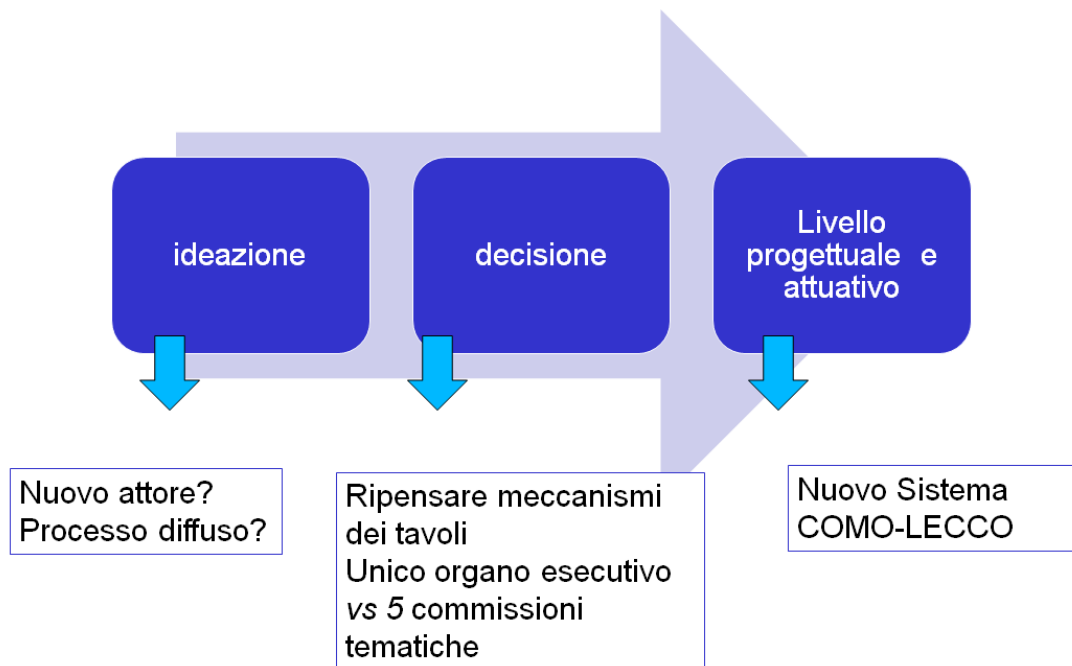 ideazione
decisione
Livello
progettuale e
attuativo
Nuovo attore?
Processo diffuso?
Ripensare meccanismi
dei tavoli
Unico organo esecutivo
vs 5 commissioni
tematiche
Nuovo Sistema
COMO-LECCO